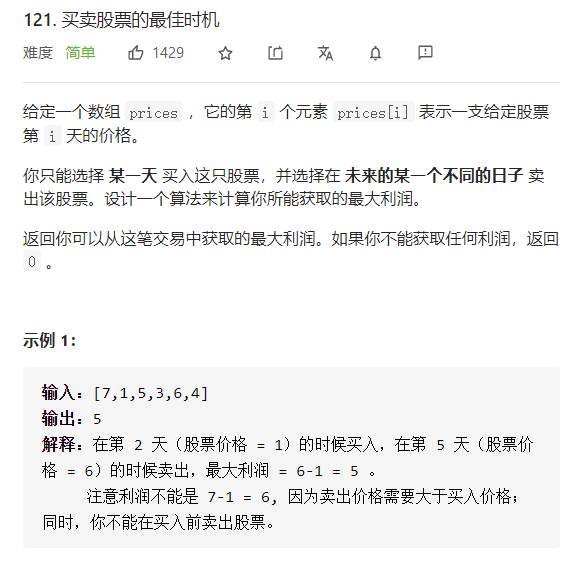 121. 买卖股票的最佳时机
难度 简单 1429
给定一个数组 prices ，它的第 i 个元素 prices[i] 表示一支给定股票
第 i 天的价格。
你只能选择 某一天 买入这只股票，并选择在 未来的某一个不同的日子 卖
出该股票。设计一个算法来计算你所能获取的最大利润。
返回你可以从这笔交易中获取的最大利润。如果你不能获取任何利润，返回
0 。
示例 1：
输入：[7,1,5,3,6,4]
输出：5
解释：在第 2 天（股票价格 = 1）的时候买入，在第 5 天（股票价
格 = 6）的时候卖出，最大利润 = 6-1 = 5 。
注意利润不能是 7-1 = 6, 因为卖出价格需要大于买入价格；
同时，你不能在买入前卖出股票。